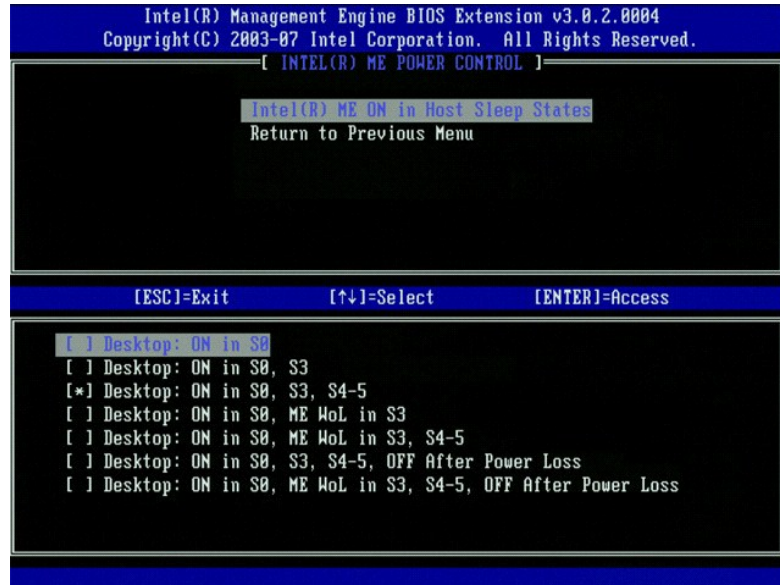 Intel(R) Management Engine BIOS Extension v3.0.2.0004
Copyright(C) 2003-07 Intel Corporation. All Rights Reserved.
[ INTEL(R) ME POWER CONTROL ]
Intel(R) ME ON in Host Sleep States
Return to Previous Menu
[ESC]=Exit [↑↓]=Select [ENTER]=Access
[ ] Desktop: ON in S0
[ ] Desktop: ON in S0, S3
[*] Desktop: ON in S0, S3, S4-5
[ ] Desktop: ON in S0, ME WoL in S3
[ ] Desktop: ON in S0, ME WoL in S3, S4-5
[ ] Desktop: ON in S0, S3, S4-5, OFF After Power Loss
[ ] Desktop: ON in S0, ME WoL in S3, S4-5, OFF After Power Loss